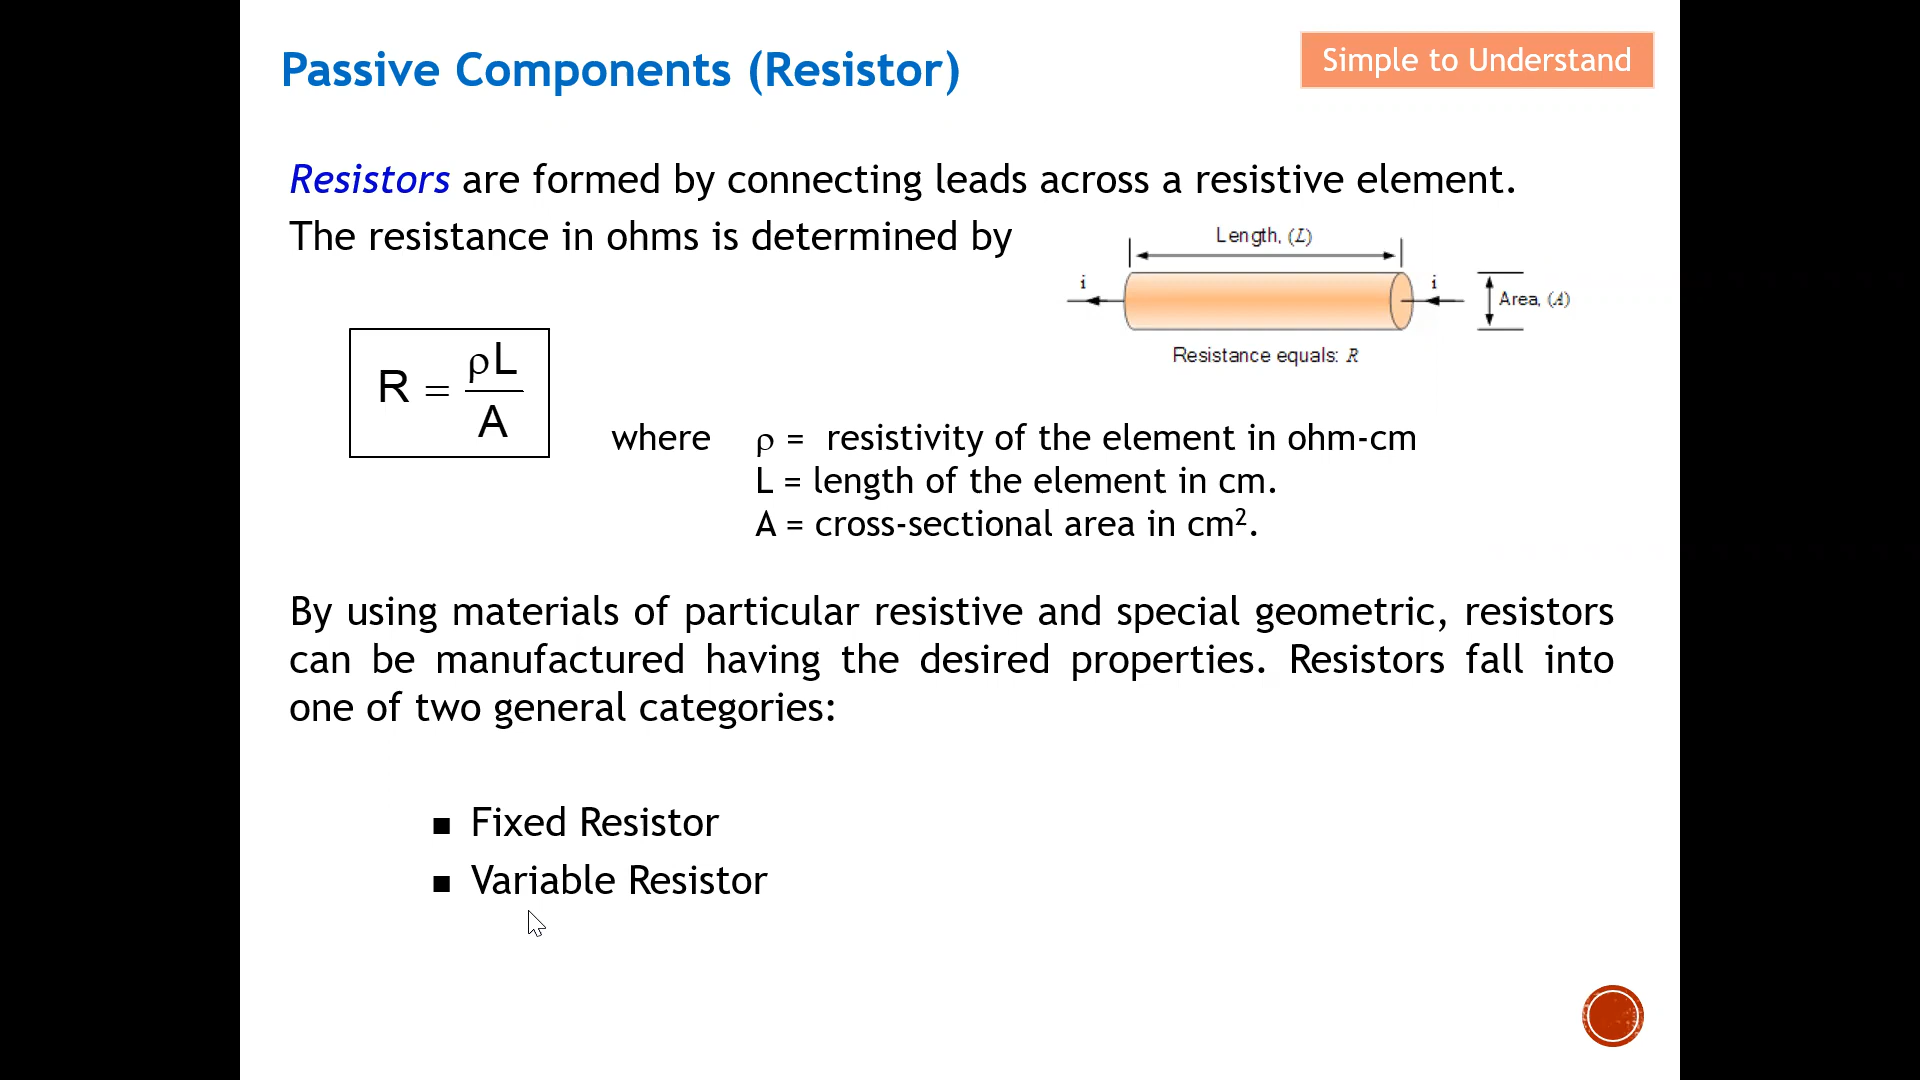 Passive Components (Resistor)
Simple to Understand
Resistors are formed by connecting leads across a resistive element.
The resistance in ohms is determined by
Length, (L)
i
i
Area, (A)
Resistance equals: R
R = ρL
A
where ρ = resistivity of the element in ohm-cm
L = length of the element in cm.
A = cross-sectional area in cm².
By using materials of particular resistive and special geometric, resistors
can be manufactured having the desired properties. Resistors fall into
one of two general categories:
■ Fixed Resistor
■ Variable Resistor